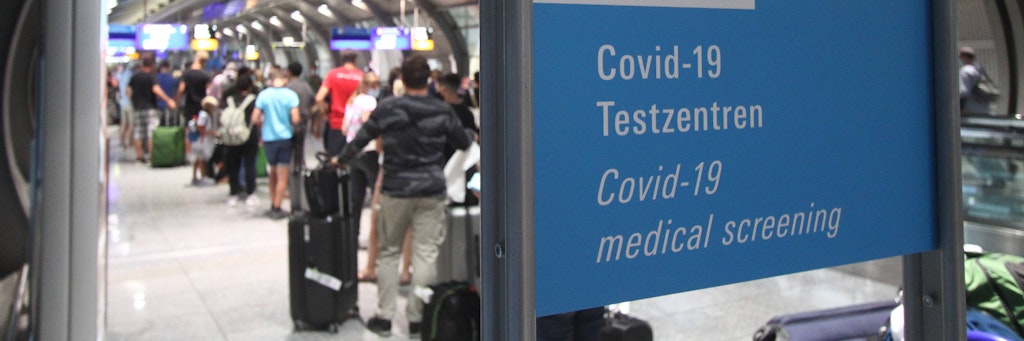 Covid-19
Testzentren
Covid-19
medical screening